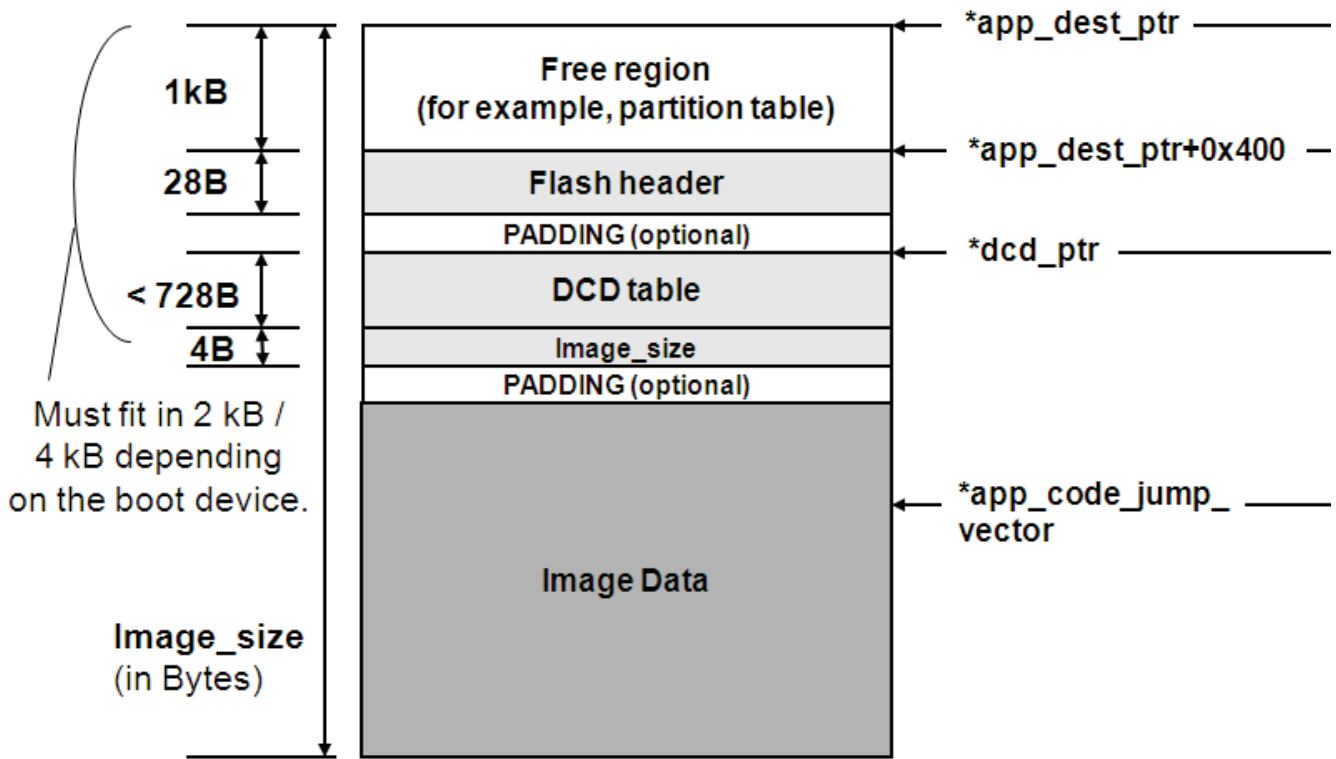 *app_dest_ptr
1kB
Free region
(for example, partition table)
*app_dest_ptr+0x400
28B
Flash header
PADDING (optional)
*dcd_ptr
< 728B
DCD table
4B
Image_size
PADDING (optional)
Must fit in 2 kB /
4 kB depending
on the boot device.
*app_code_jump_
vector
Image Data
Image_size
(in Bytes)